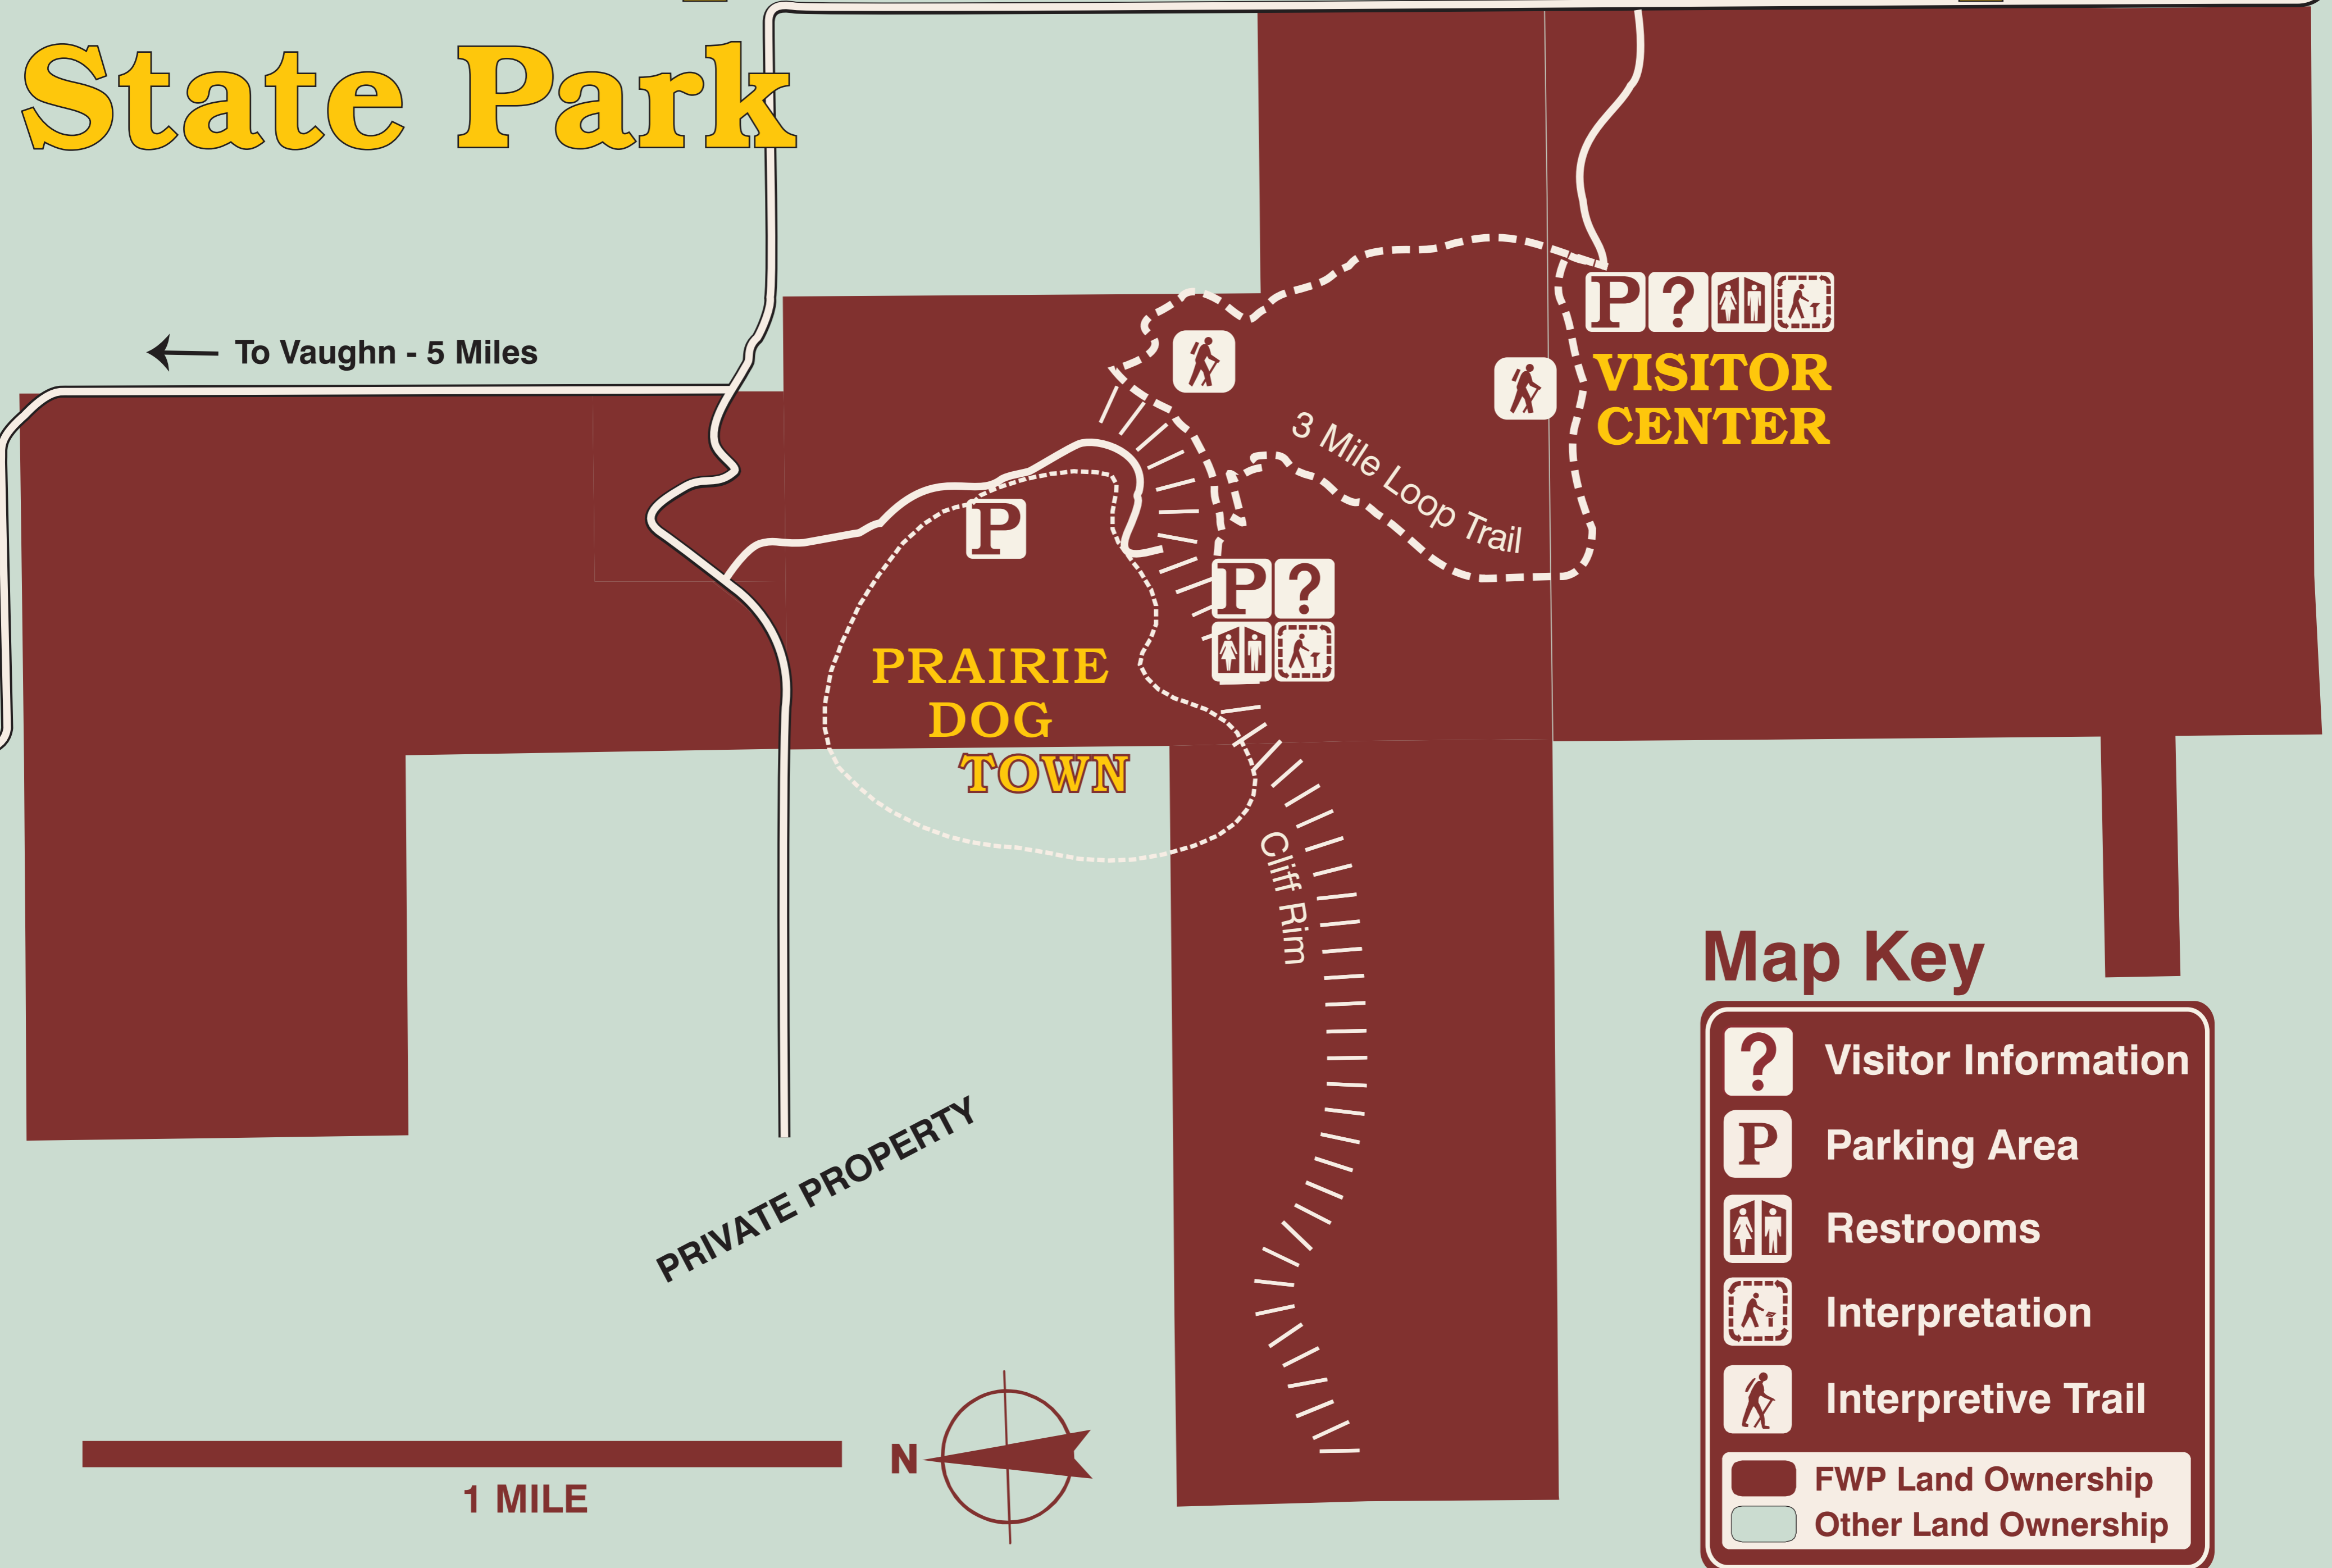 State Park
To Vaughn - 5 Miles
P
?
VISITOR
CENTER
3 Mile Loop Trail
P
P
?
PRAIRIE
DOG
TOWN
Cliff Rim
PRIVATE PROPERTY
1 MILE
N
Map Key
? Visitor Information
P Parking Area
Restrooms
Interpretation
Interpretive Trail
FWP Land Ownership
Other Land Ownership